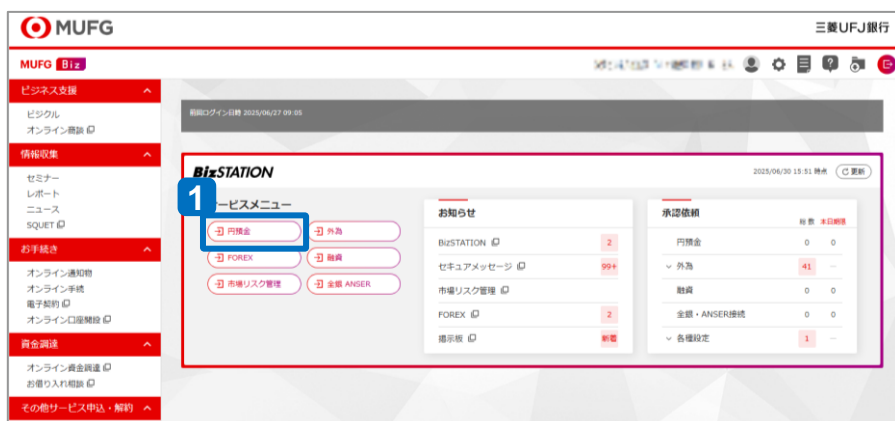 MUFG
三菱UFJ銀行
MUFG Biz
ビジネス支援
ビジクル
オンライン商談
情報収集
セミナー
レポート
ニュース
SQUET
お手続き
オンライン通知物
オンライン手続
電子契約
オンライン口座開設
資金調達
オンライン資金調達
お借り入れ相談
その他サービス申込・解約
前回ログイン日時 2025/06/27 09:05
BizSTATION
2025/06/30 15:51 時点
更新
1
ービスメニュー
円預金
外為
FOREX
融資
市場リスク管理
全銀 ANSER
お知らせ
BizSTATION 2
セキュアメッセージ 99+
市場リスク管理
FOREX 2
掲示板 新着
承認依頼
総数 本日期限
円預金 0 0
外為 41 －
融資 0 0
全銀・ANSER接続 0 0
各種設定 1 －